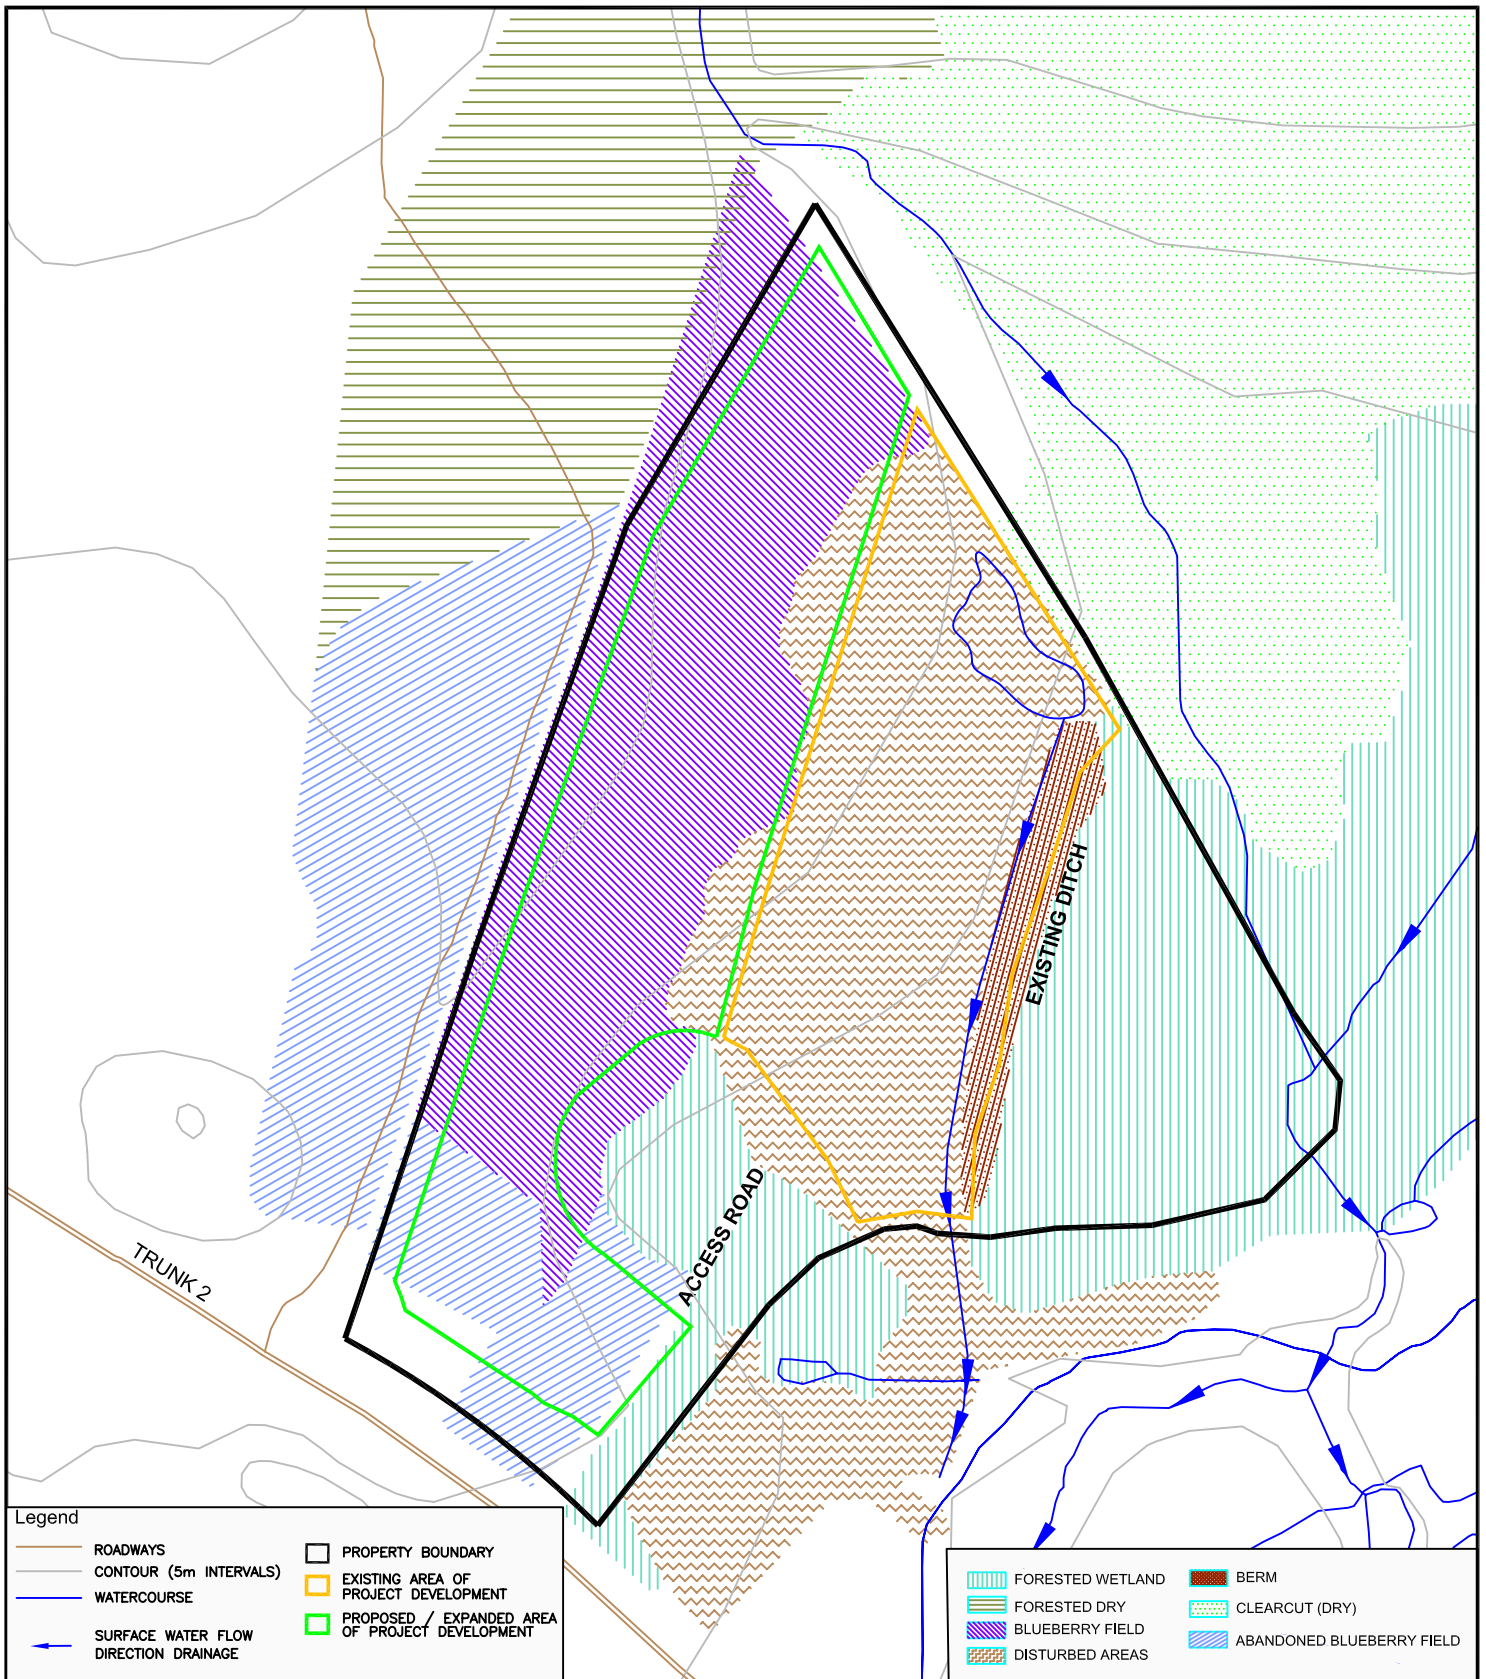 EXISTING DITCH
ACCESS ROAD
TRUNK 2
Legend
ROADWAYS
CONTOUR (5m INTERVALS)
WATERCOURSE
SURFACE WATER FLOW
DIRECTION DRAINAGE
PROPERTY BOUNDARY
EXISTING AREA OF
PROJECT DEVELOPMENT
PROPOSED / EXPANDED AREA
OF PROJECT DEVELOPMENT
FORESTED WETLAND
FORESTED DRY
BLUEBERRY FIELD
DISTURBED AREAS
BERM
CLEARCUT (DRY)
ABANDONED BLUEBERRY FIELD